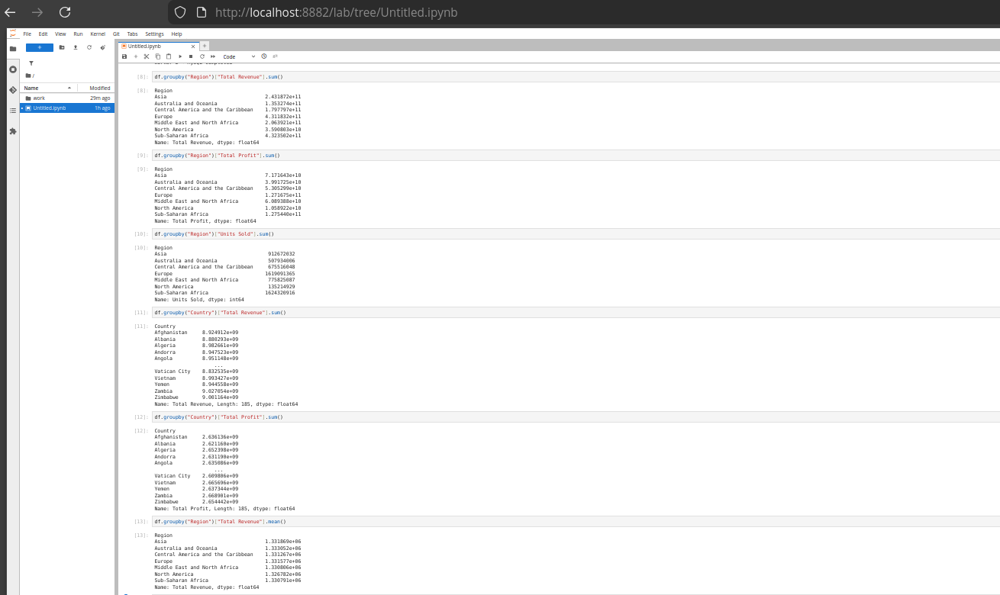 http://localhost:8882/lab/tree/Untitled.ipynb
File Edit View Run Kernel Git Tabs Settings Help
Untitled.ipynb
Code
/
Name Modified
work 29m ago
Untitled.ipynb 1h ago
[8]: df.groupby("Region")["Total Revenue"].sum()
[8]: Region
Asia 2.431872e+11
Australia and Oceania 1.353274e+11
Central America and the Caribbean 1.797797e+11
Europe 4.311832e+11
Middle East and North Africa 2.063921e+11
North America 3.590803e+10
Sub-Saharan Africa 4.323502e+11
Name: Total Revenue, dtype: float64
[9]: df.groupby("Region")["Total Profit"].sum()
[9]: Region
Asia 7.171643e+10
Australia and Oceania 3.991725e+10
Central America and the Caribbean 5.305299e+10
Europe 1.271675e+11
Middle East and North Africa 6.089388e+10
North America 1.058922e+10
Sub-Saharan Africa 1.275440e+11
Name: Total Profit, dtype: float64
[10]: df.groupby("Region")["Units Sold"].sum()
[10]: Region
Asia 912672032
Australia and Oceania 507934006
Central America and the Caribbean 675516048
Europe 1619091365
Middle East and North Africa 775825087
North America 135214929
Sub-Saharan Africa 1624320916
Name: Units Sold, dtype: int64
[11]: df.groupby("Country")["Total Revenue"].sum()
[11]: Country
Afghanistan 8.924912e+09
Albania 8.880293e+09
Algeria 8.982661e+09
Andorra 8.947523e+09
Angola 8.951148e+09
...
Vatican City 8.832535e+09
Vietnam 8.993427e+09
Yemen 8.944558e+09
Zambia 9.027054e+09
Zimbabwe 9.001164e+09
Name: Total Revenue, Length: 185, dtype: float64
[12]: df.groupby("Country")["Total Profit"].sum()
[12]: Country
Afghanistan 2.636136e+09
Albania 2.621160e+09
Algeria 2.652398e+09
Andorra 2.631190e+09
Angola 2.635086e+09
...
Vatican City 2.609806e+09
Vietnam 2.665696e+09
Yemen 2.637344e+09
Zambia 2.668901e+09
Zimbabwe 2.654442e+09
Name: Total Profit, Length: 185, dtype: float64
[13]: df.groupby("Region")["Total Revenue"].mean()
[13]: Region
Asia 1.331869e+06
Australia and Oceania 1.333052e+06
Central America and the Caribbean 1.331267e+06
Europe 1.331577e+06
Middle East and North Africa 1.330806e+06
North America 1.326782e+06
Sub-Saharan Africa 1.330791e+06
Name: Total Revenue, dtype: float64